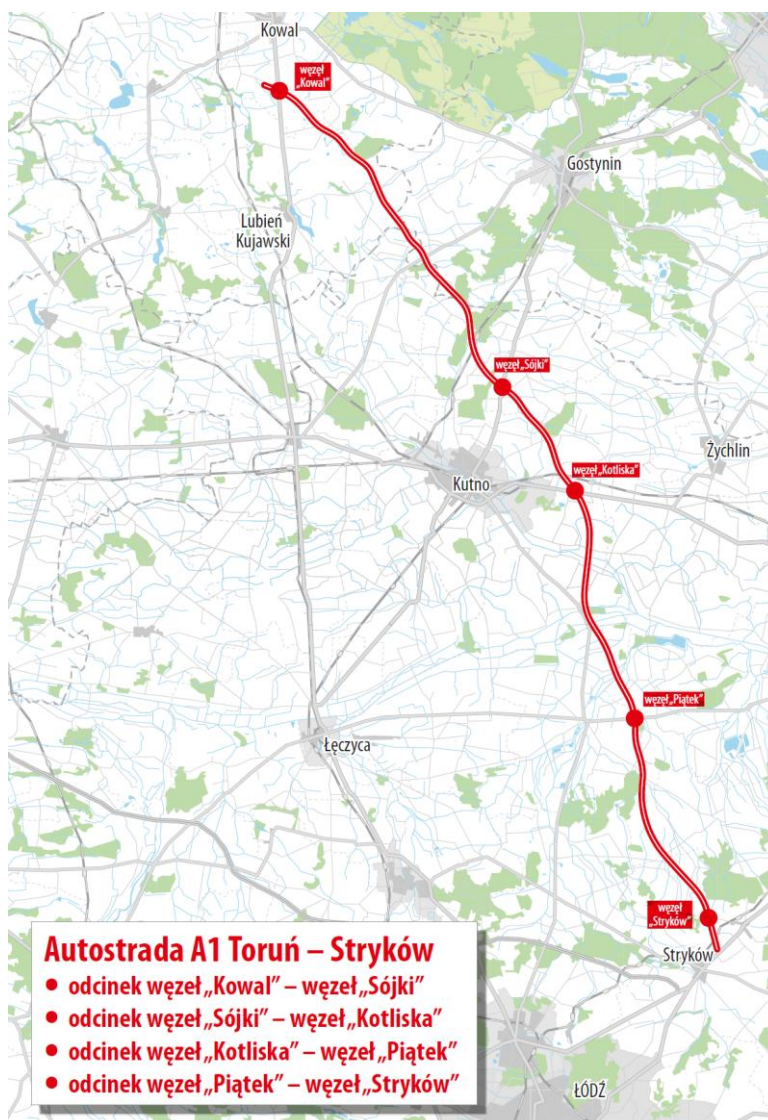 Kowal
węzeł
„Kowal”
Gostynin
Lubień
Kujawski
węzeł „Sójki”
Żychlin
węzeł „Kotliska”
Kutno
węzeł „Piątek”
Łęczyca
węzeł
„Stryków”
Stryków
Autostrada A1 Toruń – Stryków
• odcinek węzeł „Kowal” – węzeł „Sójki”
• odcinek węzeł „Sójki” – węzeł „Kotliska”
• odcinek węzeł „Kotliska” – węzeł „Piątek”
• odcinek węzeł „Piątek” – węzeł „Stryków”
ŁÓDŹ